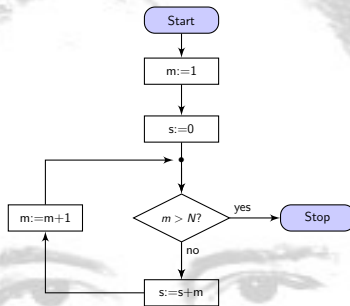 Start
m:=1
s:=0
m > N?
yes
Stop
no
s:=s+m
m:=m+1